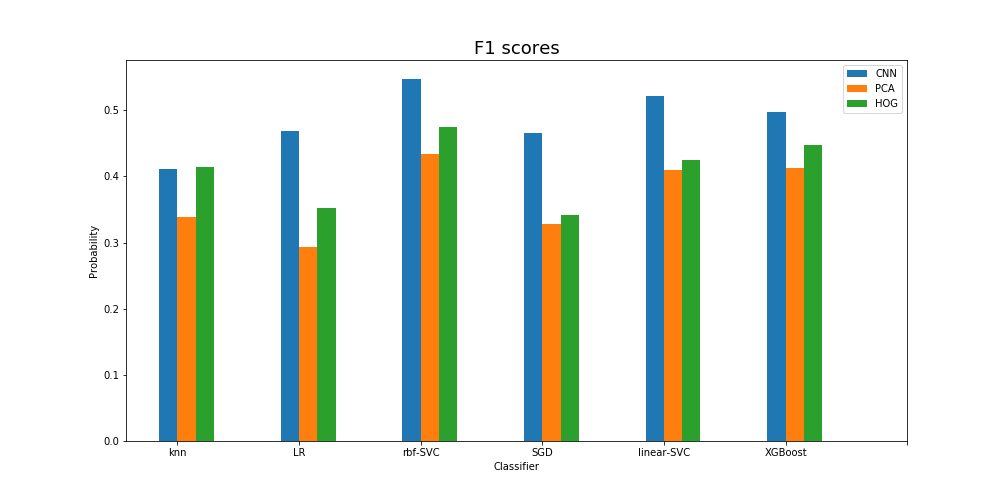 F1 scores
CNN
PCA
HOG
0.5
0.4
0.3
0.2
0.1
0.0
Probability
knn LR rbf-SVC SGD linear-SVC XGBoost
Classifier